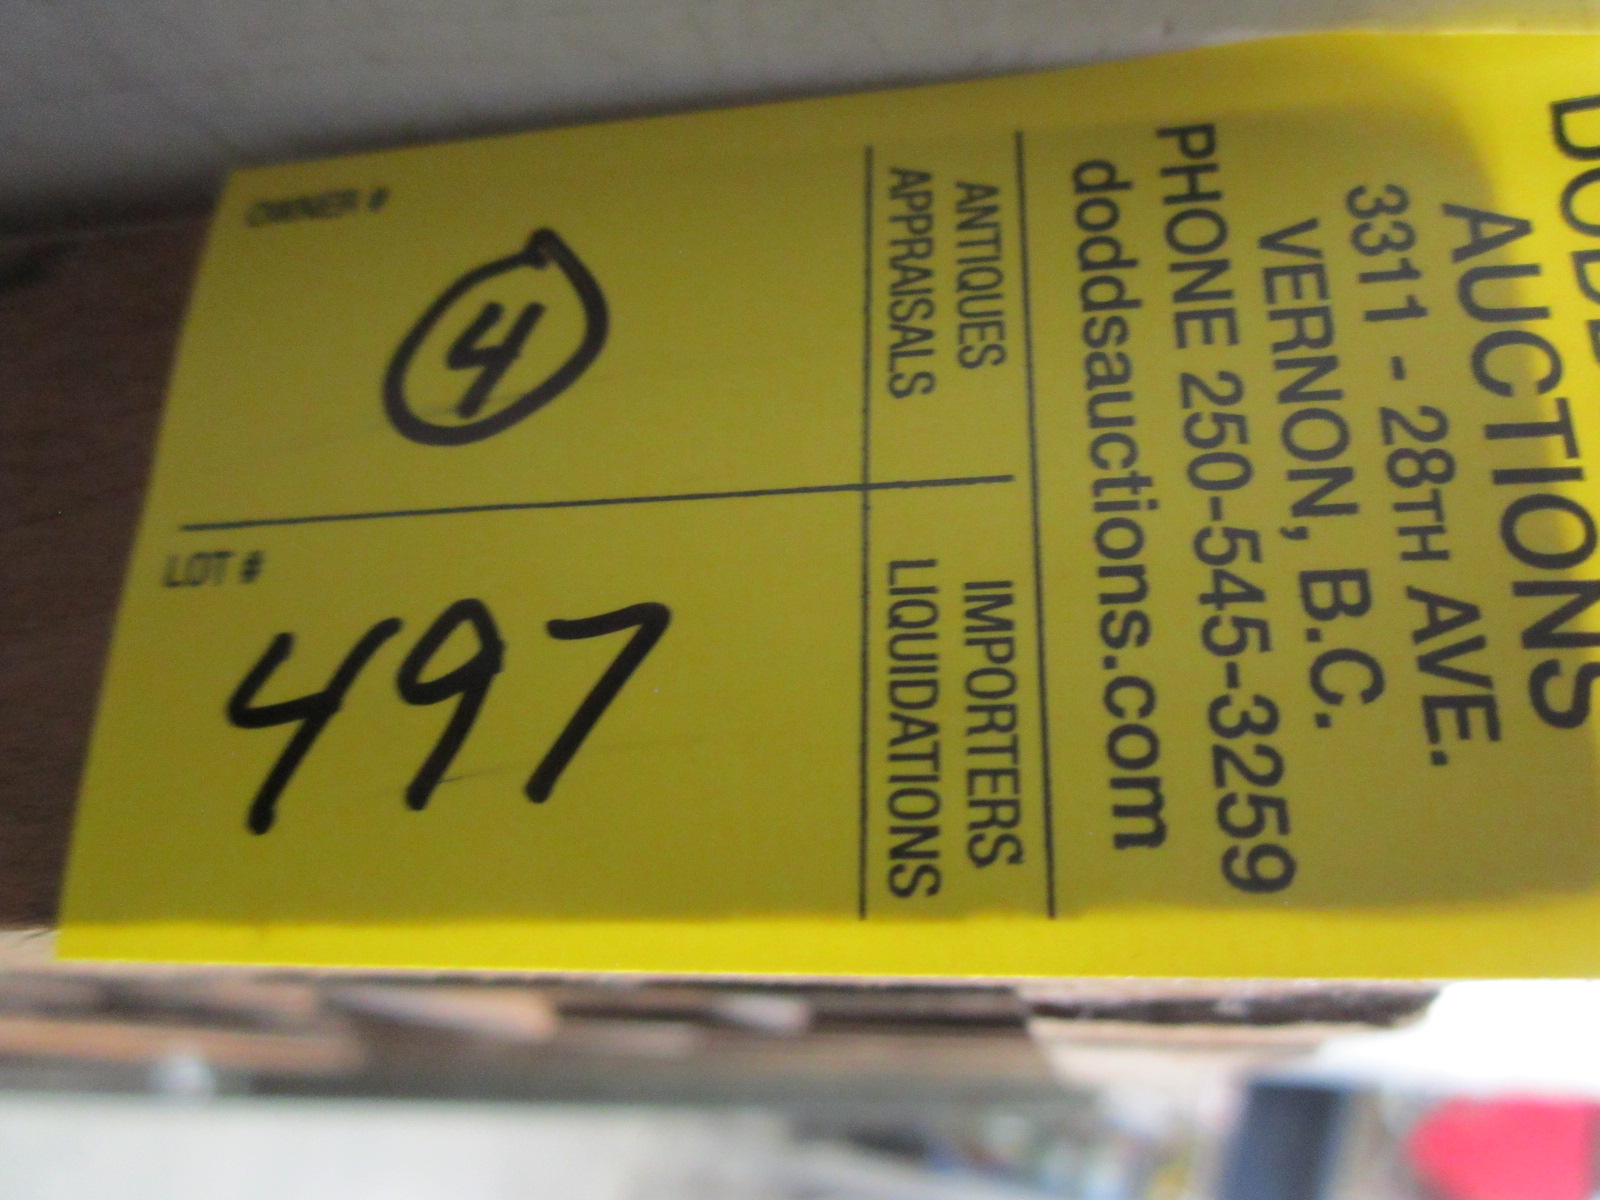 AUCTIONS
3311 - 28TH AVE.
VERNON, B.C.
PHONE 250-545-3259
doddsauctions.com
ANTIQUES
APPRAISALS
IMPORTERS
LIQUIDATIONS
OWNER #
4
LOT #
497